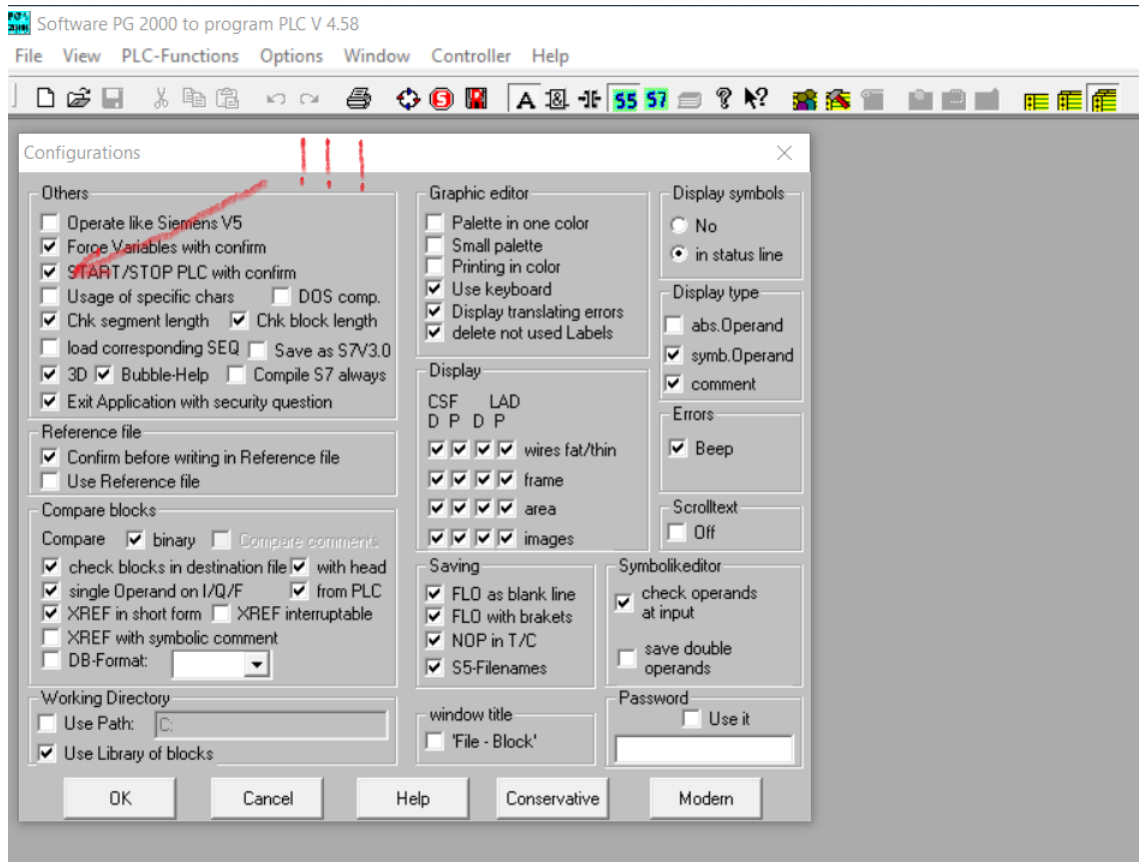 Software PG 2000 to program PLC V 4.58
File View PLC-Functions Options Window Controller Help
A & S5 S7 ? ?
Configurations
!!!
Others
Operate like Siemens V5
Force Variables with confirm
START/STOP PLC with confirm
Usage of specific chars DOS comp.
Chk segment length Chk block length
load corresponding SEQ Save as S7V3.0
3D Bubble-Help Compile S7 always
Exit Application with security question
Reference file
Confirm before writing in Reference file
Use Reference file
Compare blocks
Compare binary Compare comments
check blocks in destination file with head
single Operand on I/Q/F from PLC
XREF in short form XREF interruptable
XREF with symbolic comment
DB-Format:
Working Directory
Use Path: C:
Use Library of blocks
Graphic editor
Palette in one color
Small palette
Printing in color
Use keyboard
Display translating errors
delete not used Labels
Display
CSF LAD
D P D P
wires fat/thin
frame
area
images
Saving
FLO as blank line
FLO with brakets
NOP in T/C
S5-Filenames
window title
'File - Block'
Display symbols
No
in status line
Display type
abs.Operand
symb.Operand
comment
Errors
Beep
Scrolltext
Off
Symbolikeditor
check operands
at input
save double
operands
Password
Use it
OK Cancel Help Conservative Modern